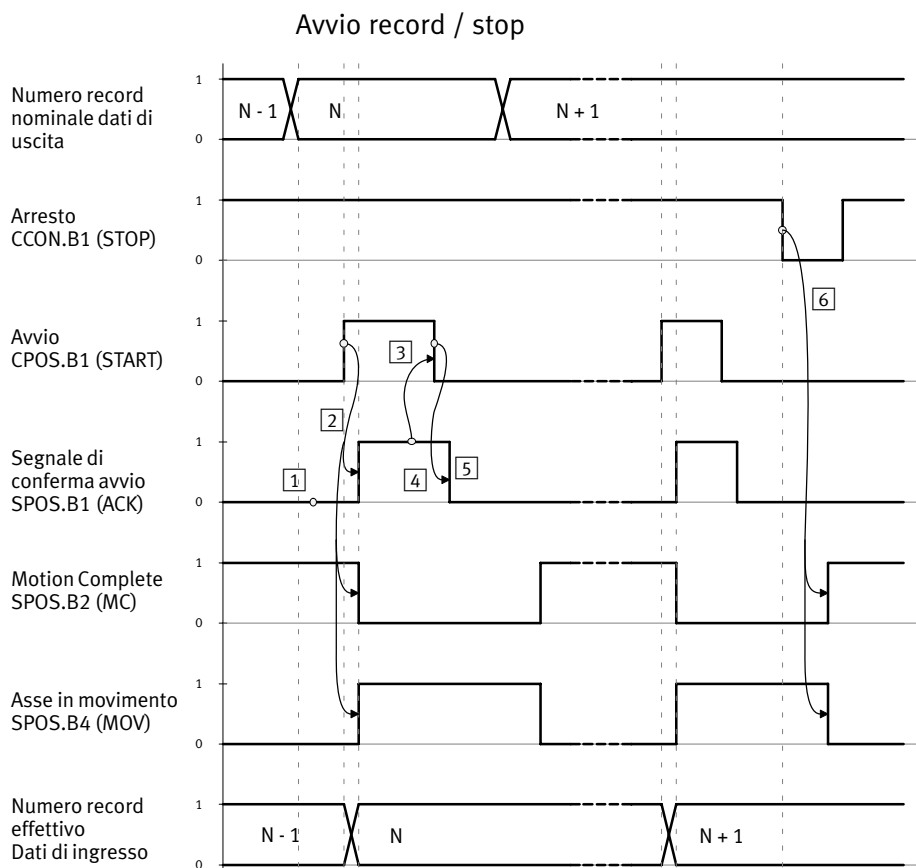 Avvio record / stop
Numero record
nominale dati di
uscita
1
0
N - 1
N
N + 1
Arresto
CCON.B1 (STOP)
1
0
6
Avvio
CPOS.B1 (START)
1
0
3
2
Segnale di
conferma avvio
SPOS.B1 (ACK)
1
0
1
4
5
Motion Complete
SPOS.B2 (MC)
1
0
Asse in movimento
SPOS.B4 (MOV)
1
0
Numero record
effettivo
Dati di ingresso
1
0
N - 1
N
N + 1